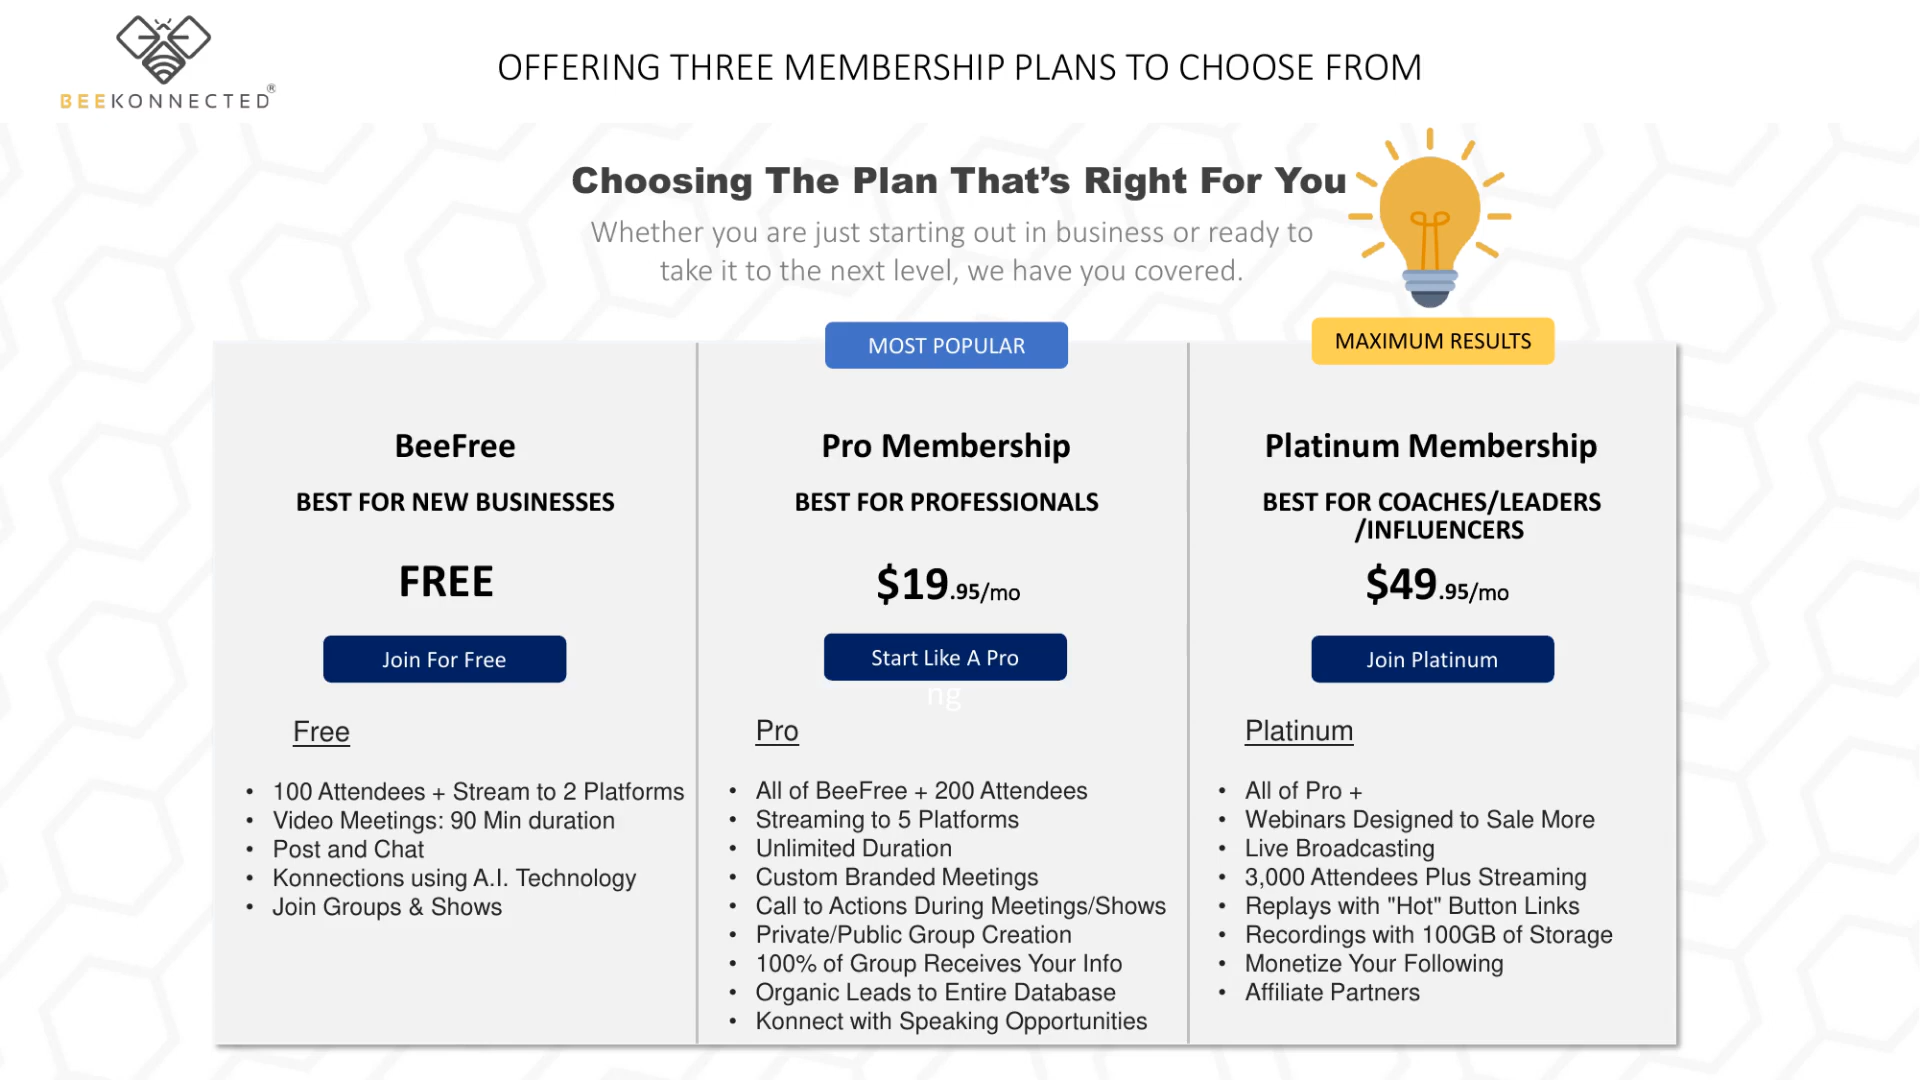 BEEKONNECTED®
OFFERING THREE MEMBERSHIP PLANS TO CHOOSE FROM
Choosing The Plan That’s Right For You
Whether you are just starting out in business or ready to
take it to the next level, we have you covered.
MOST POPULAR
MAXIMUM RESULTS
BeeFree
BEST FOR NEW BUSINESSES
FREE
Join For Free
Free
• 100 Attendees + Stream to 2 Platforms
• Video Meetings: 90 Min duration
• Post and Chat
• Konnections using A.I. Technology
• Join Groups & Shows
Pro Membership
BEST FOR PROFESSIONALS
$19.95/mo
Start Like A Pro
ng
Pro
• All of BeeFree + 200 Attendees
• Streaming to 5 Platforms
• Unlimited Duration
• Custom Branded Meetings
• Call to Actions During Meetings/Shows
• Private/Public Group Creation
• 100% of Group Receives Your Info
• Organic Leads to Entire Database
• Konnect with Speaking Opportunities
Platinum Membership
BEST FOR COACHES/LEADERS
/INFLUENCERS
$49.95/mo
Join Platinum
Platinum
• All of Pro +
• Webinars Designed to Sale More
• Live Broadcasting
• 3,000 Attendees Plus Streaming
• Replays with "Hot" Button Links
• Recordings with 100GB of Storage
• Monetize Your Following
• Affiliate Partners